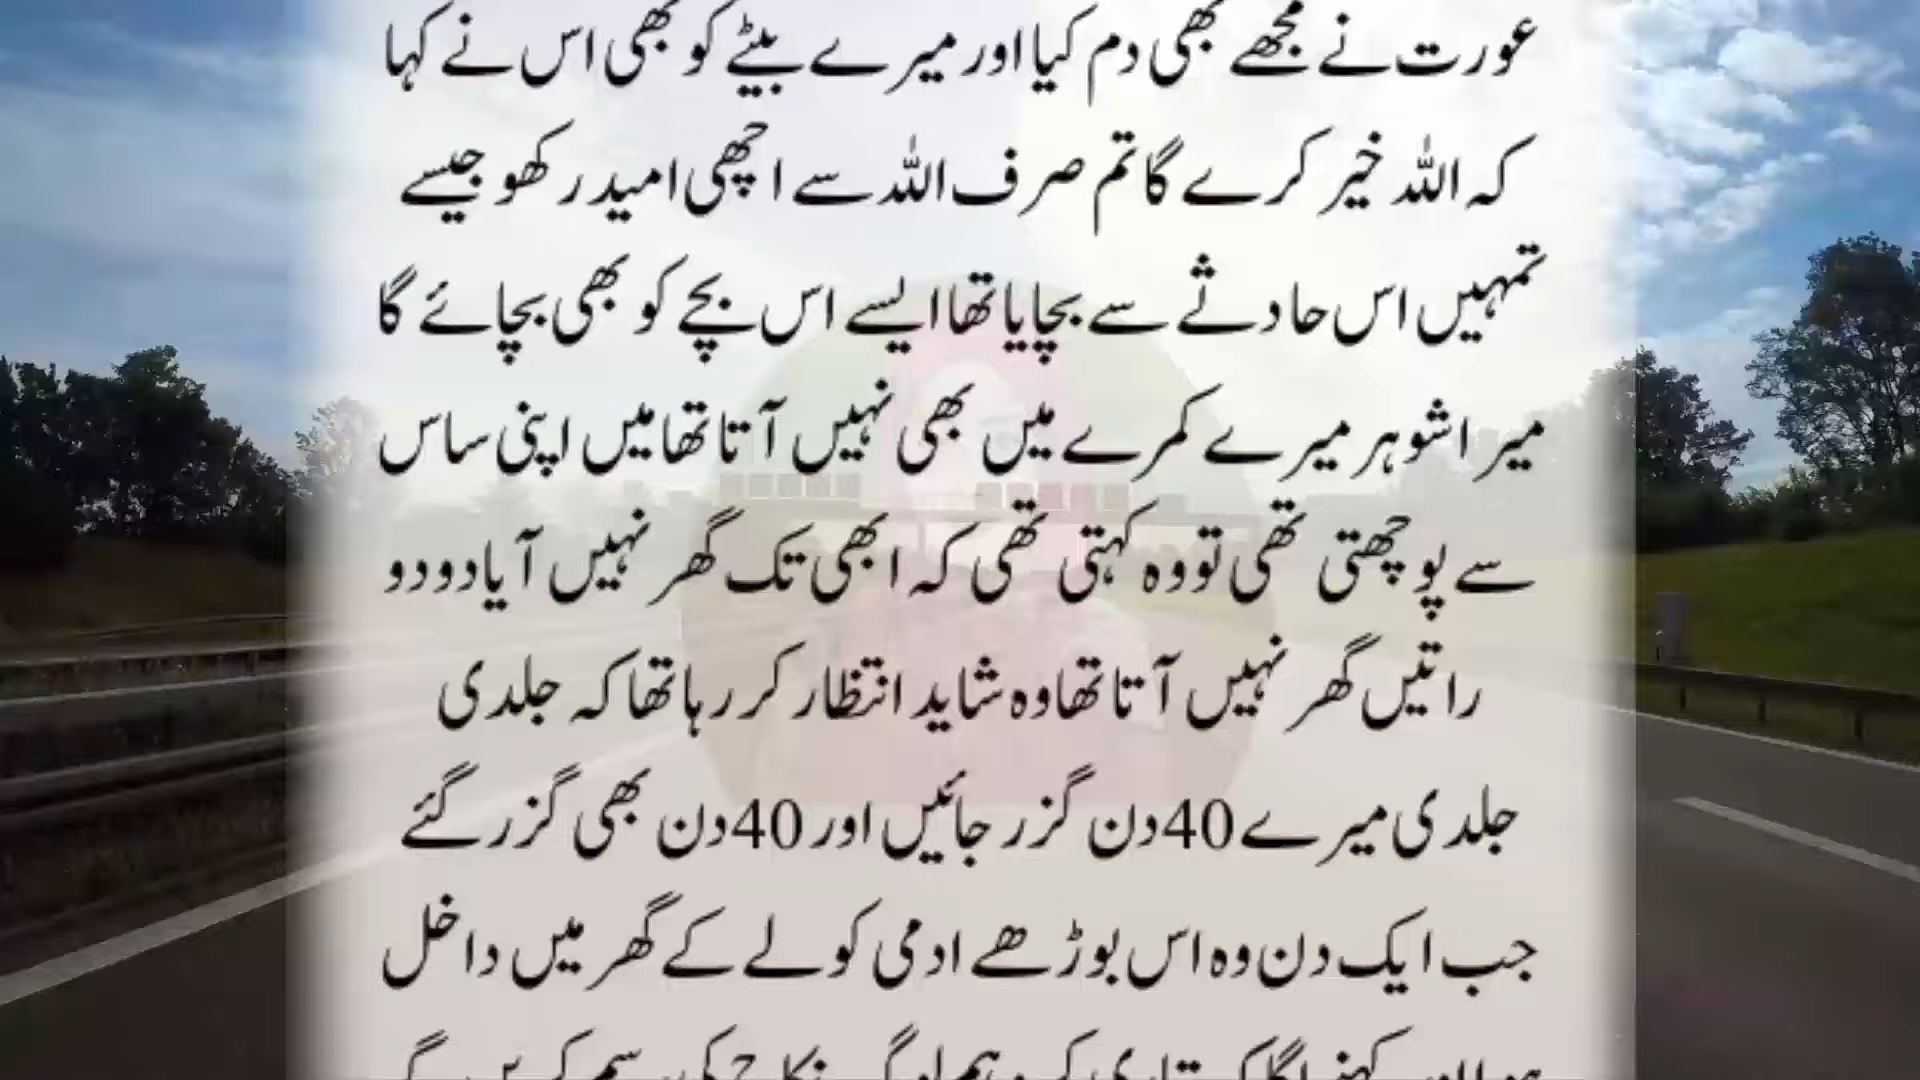 عورت نے مجھے بھی دم کیا اور میرے بیٹے کو بھی اس نے کہا
کہ اللہ خیر کرے گا تم صرف اللہ سے اچھی امید رکھو جیسے
تمہیں اس حادثے سے بچایا تھا ایسے اس بچے کو بھی بچائے گا
میرا شوہر میرے کمرے میں بھی نہیں آتا تھا میں اپنی ساس
سے پوچھتی تھی تو وہ کہتی تھی کہ ابھی تک گھر نہیں آیا دو دو
راتیں گھر نہیں آتا تھا وہ شاید انتظار کر رہا تھا کہ جلدی
جلدی میرے 40 دن گزر جائیں اور 40 دن بھی گزر گئے
جب ایک دن وہ اس بوڑھے ادمی کو لے کے گھر میں داخل